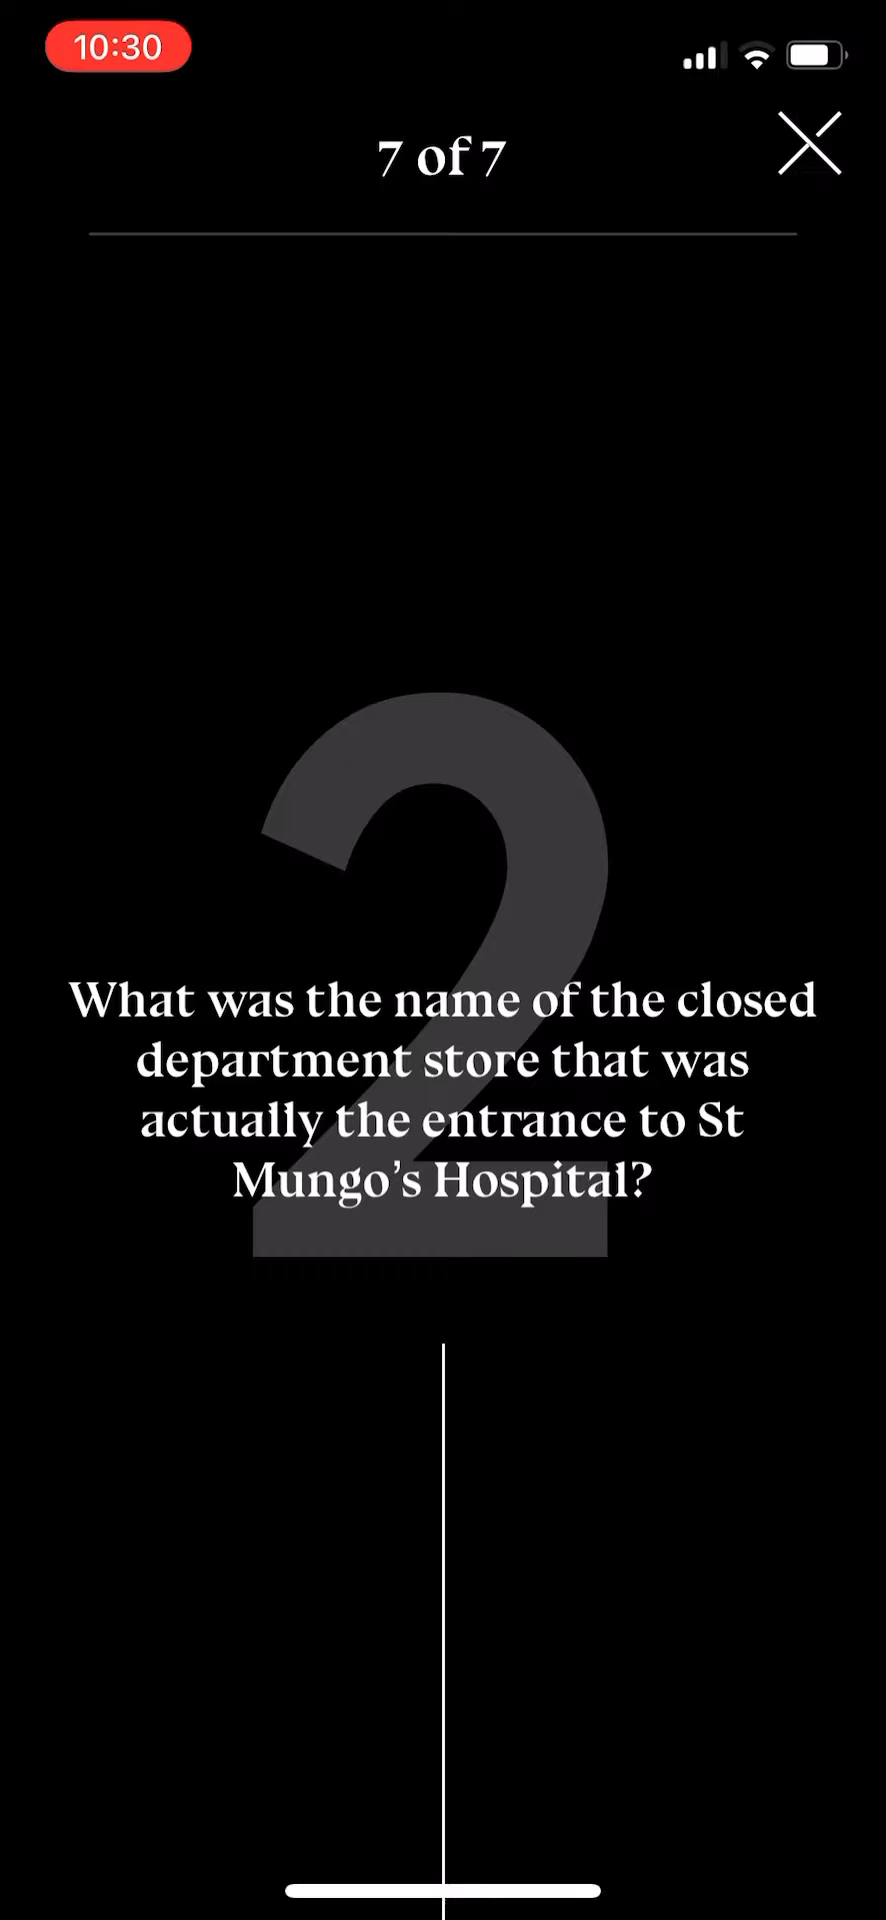 10:30
7 of 7
2
What was the name of the closed
department store that was
actually the entrance to St
Mungo’s Hospital?